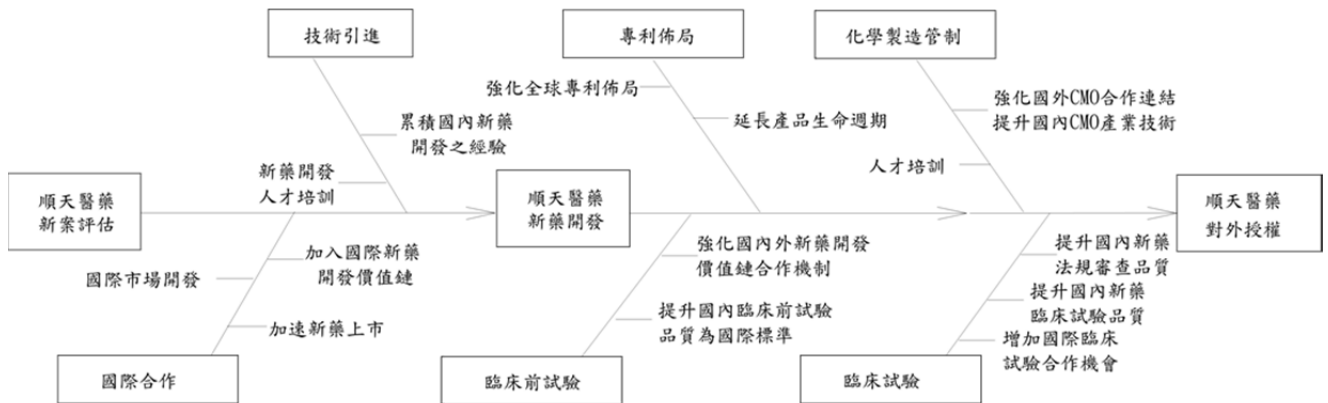 技術引進
專利佈局
化學製造管制
強化全球專利佈局
強化國外CMO合作連結
提升國內CMO產業技術
累積國內新藥
開發之經驗
延長產品生命週期
新藥開發
人才培訓
人才培訓
順天醫藥
新案評估
順天醫藥
新藥開發
順天醫藥
對外授權
加入國際新藥
開發價值鏈
國際市場開發
加速新藥上市
強化國內外新藥開發
價值鏈合作機制
提升國內臨床前試驗
品質為國際標準
提升國內新藥
法規審查品質
提升國內新藥
臨床試驗品質
增加國際臨床
試驗合作機會
國際合作
臨床前試驗
臨床試驗